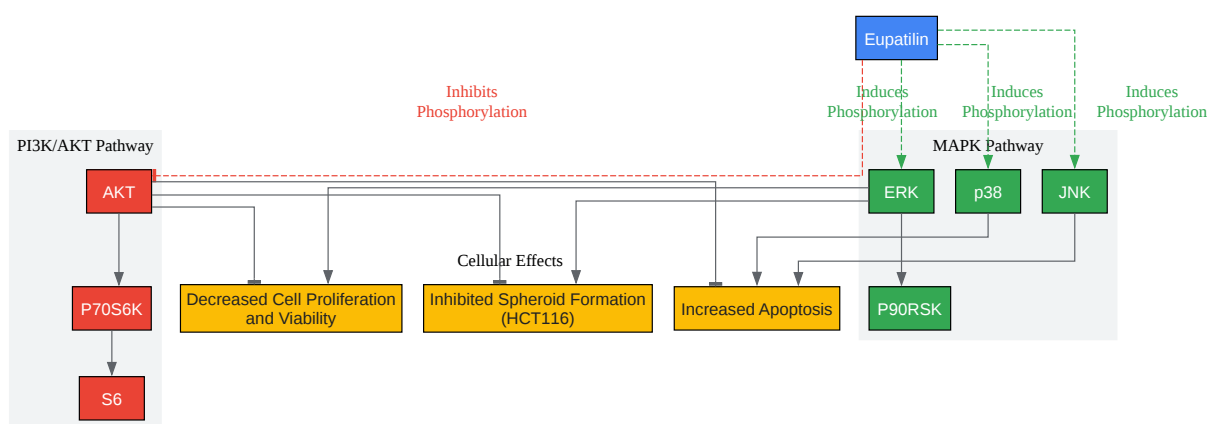 Eupatilin
Inhibits
Phosphorylation
Induces
Phosphorylation
Induces
Phosphorylation
Induces
Phosphorylation
PI3K/AKT Pathway
MAPK Pathway
AKT
ERK
p38
JNK
Cellular Effects
P70S6K
Decreased Cell Proliferation
and Viability
Inhibited Spheroid Formation
(HCT116)
Increased Apoptosis
P90RSK
S6